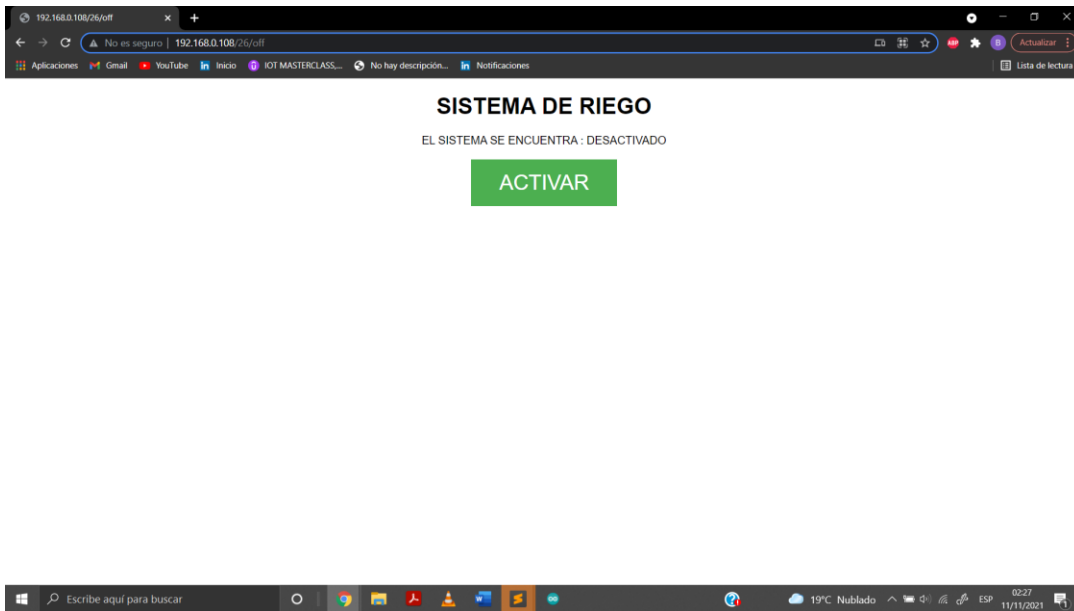 192.168.0.108/26/off
No es seguro | 192.168.0.108/26/off
ABP
B
Actualizar
Aplicaciones Gmail YouTube Inicio IOT MASTERCLASS,... No hay descripción... Notificaciones
Lista de lectura
SISTEMA DE RIEGO
EL SISTEMA SE ENCUENTRA : DESACTIVADO
ACTIVAR
Escribe aquí para buscar
19°C Nublado
ESP
02:27
11/11/2021